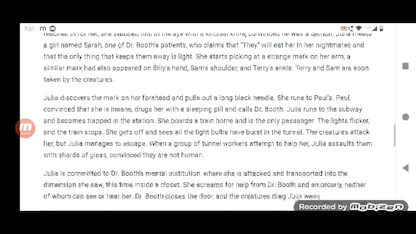 7:51
reached for her, she stabbed him in the eye with a kitchen knife, convinced he was a demon. Julia meets
a girl named Sarah, one of Dr. Booth's patients, who claims that "They" will eat her in her nightmares and
that the only thing that keeps them away is light. She starts picking at a strange mark on her arm; a
similar mark had also appeared on Billy's hand, Sam's shoulder, and Terry's ankle. Terry and Sam are soon
taken by the creatures.
Julia discovers the mark on her forehead and pulls out a long black needle. She runs to Paul's. Paul,
convinced that she is insane, drugs her with a sleeping pill and calls Dr. Booth. Julia runs to the subway
and becomes trapped in the station. She boards a train home and is the only passenger. The lights flicker,
and the train stops. She gets off and sees all the light bulbs have burst in the tunnel. The creatures attack
her, but Julia manages to escape. When a group of tunnel workers attempt to help her, Julia assaults them
with shards of glass, convinced they are not human.
Julia is committed to Dr. Booth's mental institution, where she is attacked and transported into the
dimension she saw, this time inside a closet. She screams for help from Dr. Booth and an orderly, neither
of whom can see or hear her. Dr. Booth closes the door, and the creatures drag Julia away.
Recorded by Mobizen